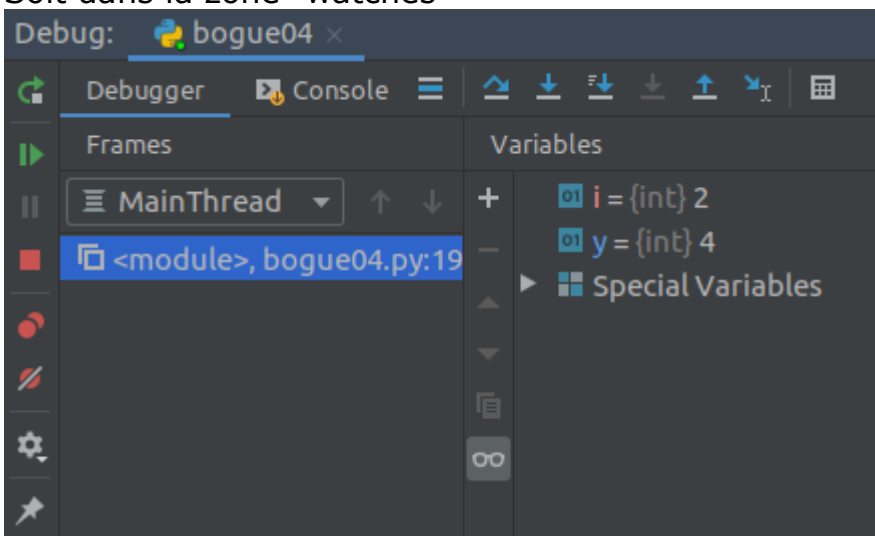 Soit dans la zone "watches"
Debug: bogue04 ×
Debugger Console
Frames Variables
MainThread
i = {int} 2
<module>, bogue04.py:19
y = {int} 4
Special Variables